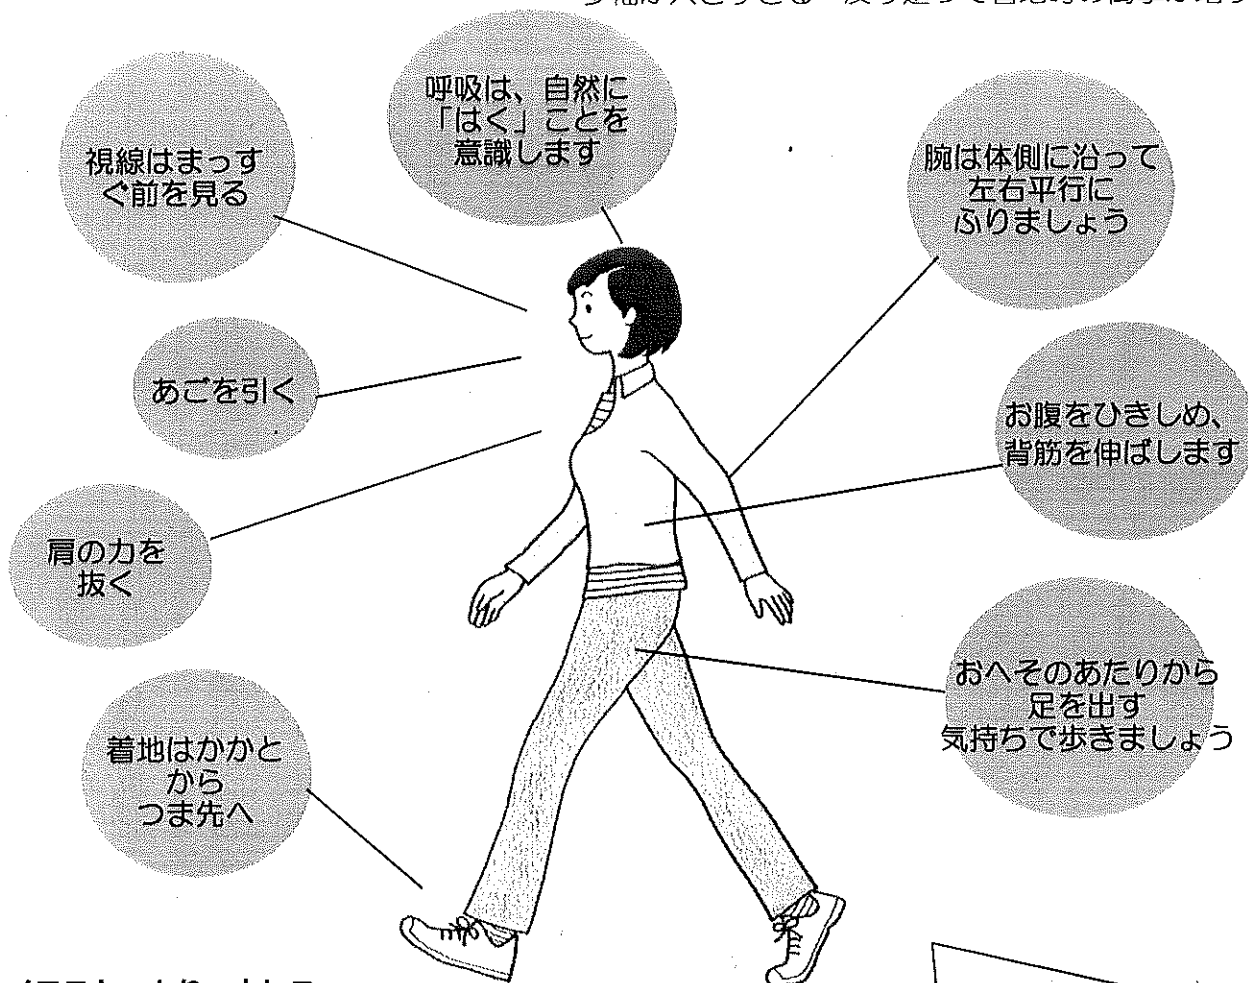 呼吸は、自然に
「はく」ことを
意識します
視線はまっす
ぐ前を見る
腕は体側に沿って
左右平行に
ふりましょう
あごを引く
お腹をひきしめ、
背筋を伸ばします
肩の力を
抜く
おへそのあたりから
足を出す
気持ちで歩きましょう
着地はかかと
から
つま先へ